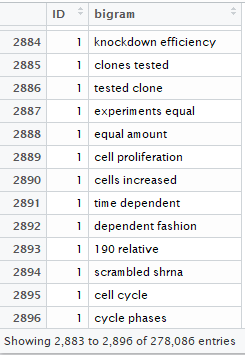 ID bigram
2884 1 knockdown efficiency
2885 1 clones tested
2886 1 tested clone
2887 1 experiments equal
2888 1 equal amount
2889 1 cell proliferation
2890 1 cells increased
2891 1 time dependent
2892 1 dependent fashion
2893 1 190 relative
2894 1 scrambled shrna
2895 1 cell cycle
2896 1 cycle phases
Showing 2,883 to 2,896 of 278,086 entries